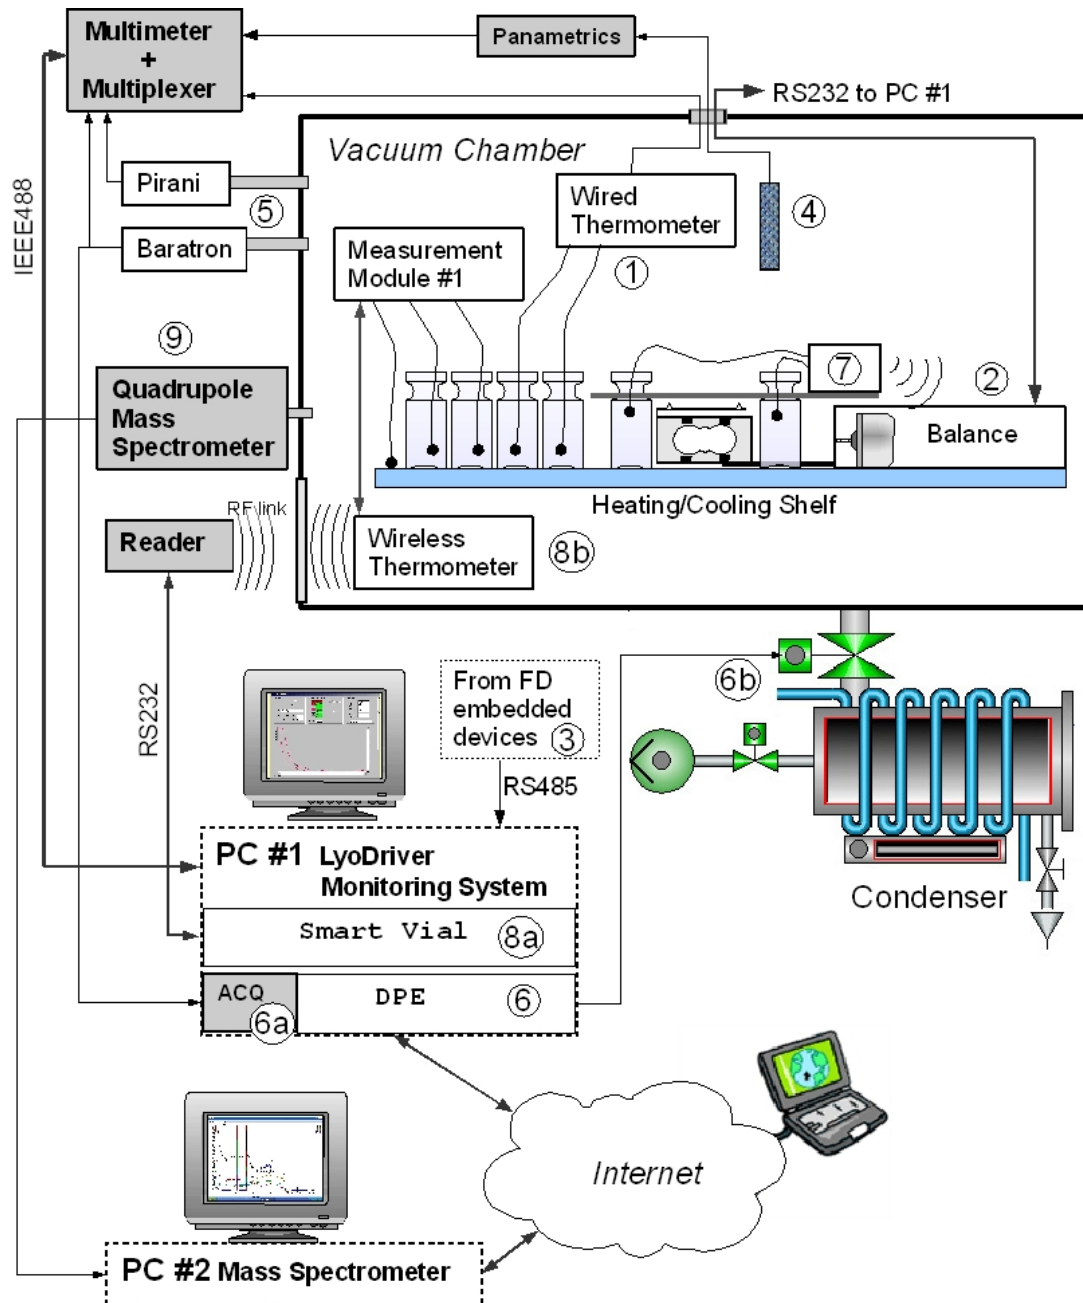 Multimeter
+
Multiplexer
Panametrics
RS232 to PC #1
Vacuum Chamber
IEEE488
Pirani
5
Baratron
Wired
Thermometer
1
4
Measurement
Module #1
9
Quadrupole
Mass
Spectrometer
7
2
Balance
Heating/Cooling Shelf
RF link
Reader
Wireless
Thermometer
8b
RS232
From FD
embedded
devices 3
RS485
6b
PC #1 LyoDriver
Monitoring System
Smart Vial 8a
ACQ
6a
DPE 6
Condenser
Internet
PC #2 Mass Spectrometer